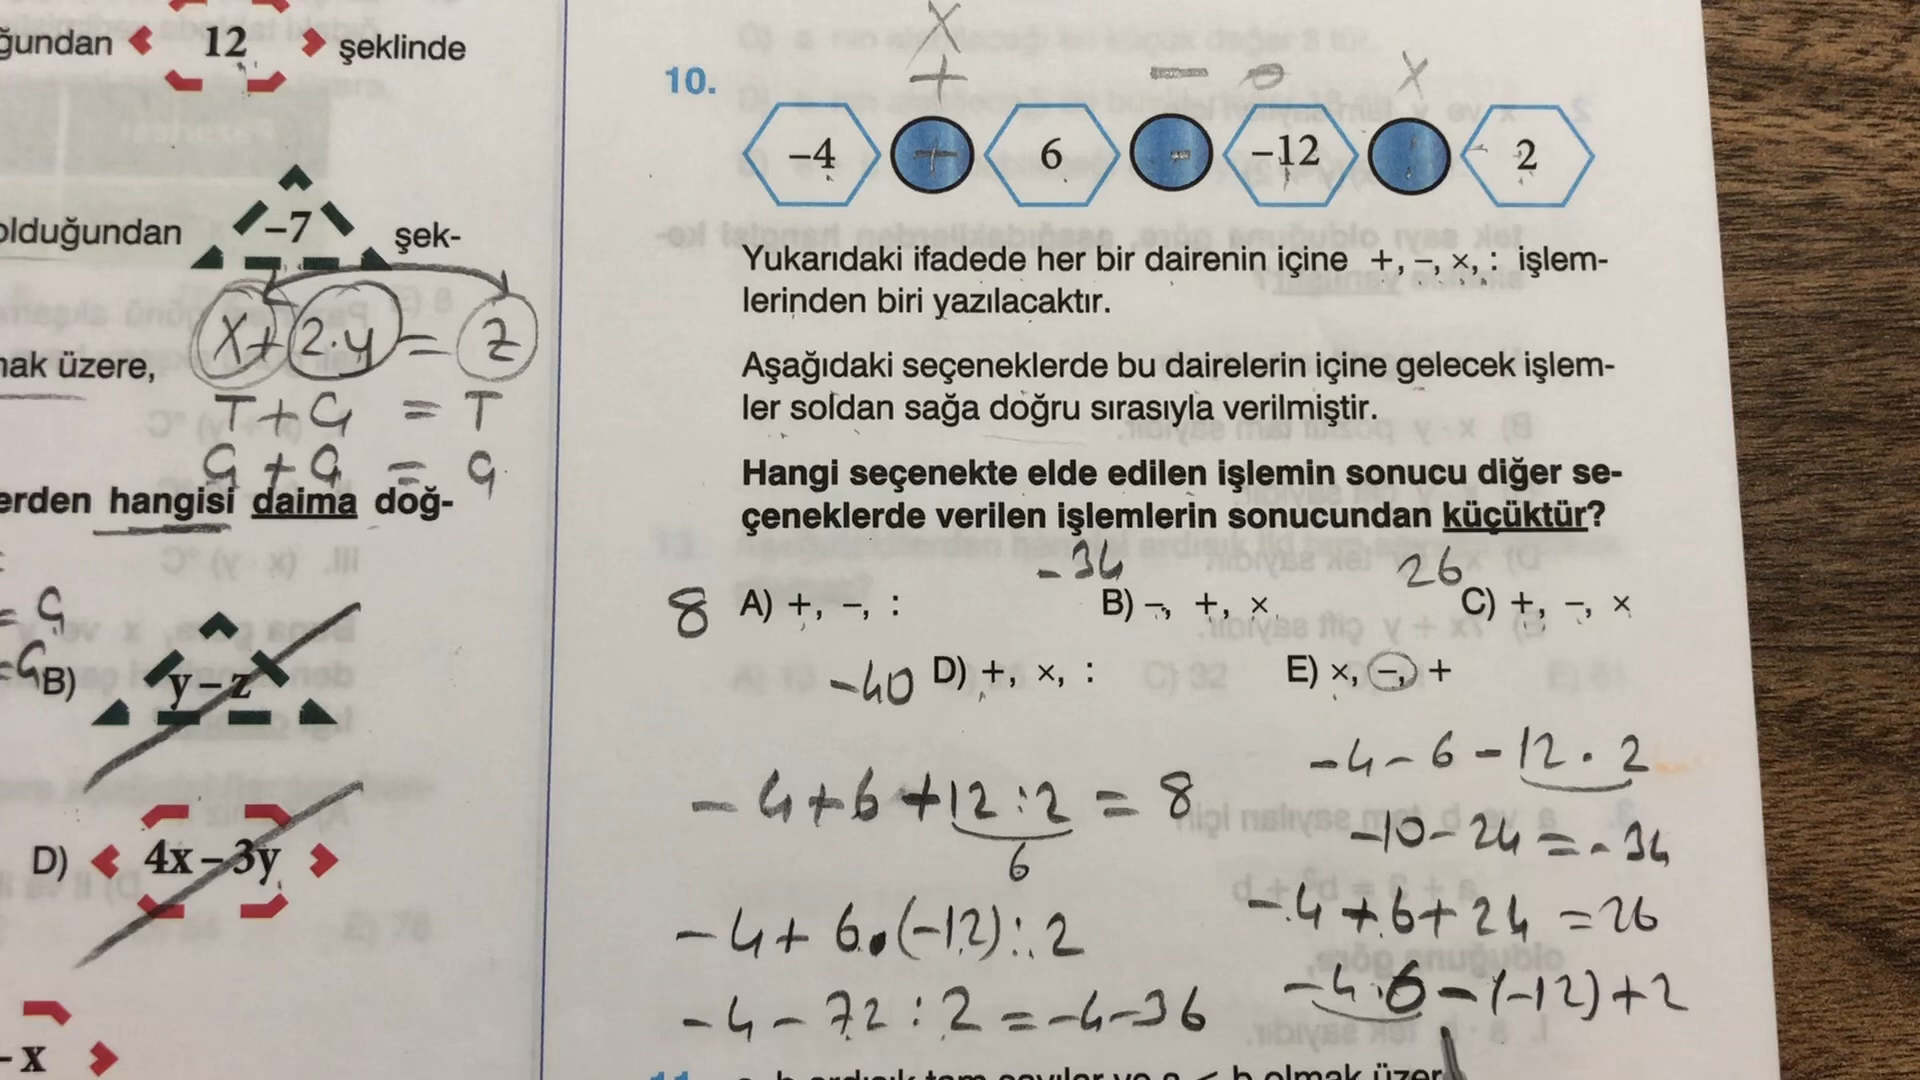 ğundan 12 şeklinde
olduğundan -7 şek-
x+2·y = z
mak üzere,
T+Ç = T
Ç+Ç = Ç
erden hangisi daima doğ-
= Ç
=Ç
B) y-z
D) 4x-3y
-x
10.
x
+ - x
-4 + 6 - -12 : 2
Yukarıdaki ifadede her bir dairenin içine +, -, ×, : işlem-
lerinden biri yazılacaktır.
Aşağıdaki seçeneklerde bu dairelerin içine gelecek işlem-
ler soldan sağa doğru sırasıyla verilmiştir.
Hangi seçenekte elde edilen işlemin sonucu diğer se-
çeneklerde verilen işlemlerin sonucundan küçüktür?
-34 26
8 A) +, -, : B) -, +, × C) +, -, ×
-40 D) +, ×, : E) ×, -, +
-4-6-12·2
-4+6+12:2 = 8
6
-10-24=-34
-4+6+24 = 26
-4+6·(-12):2
-4-72:2=-4-36
-4·6-(-12)+2